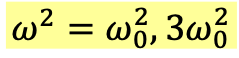 ω² = ω₀², 3ω₀²